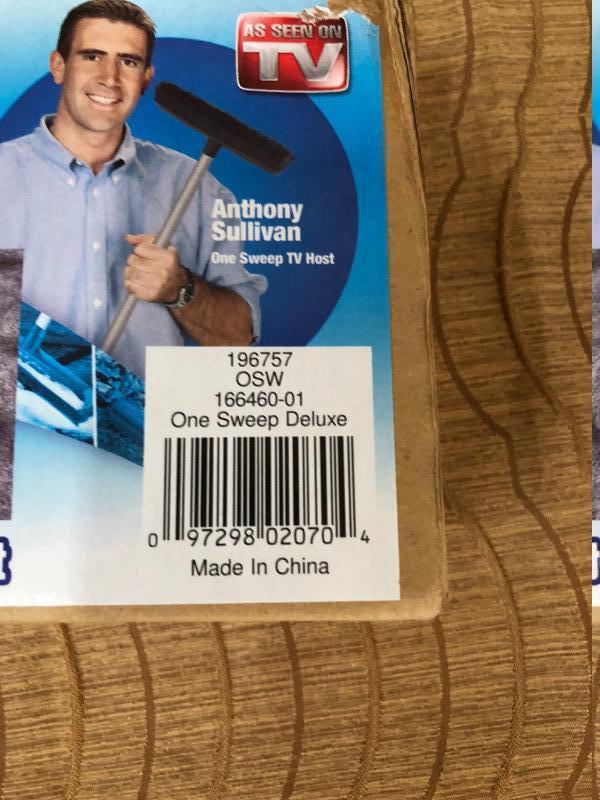 AS SEEN ON
TV
Anthony
Sullivan
One Sweep TV Host
196757
OSW
166460-01
One Sweep Deluxe
0 97298 02070 4
Made In China
t